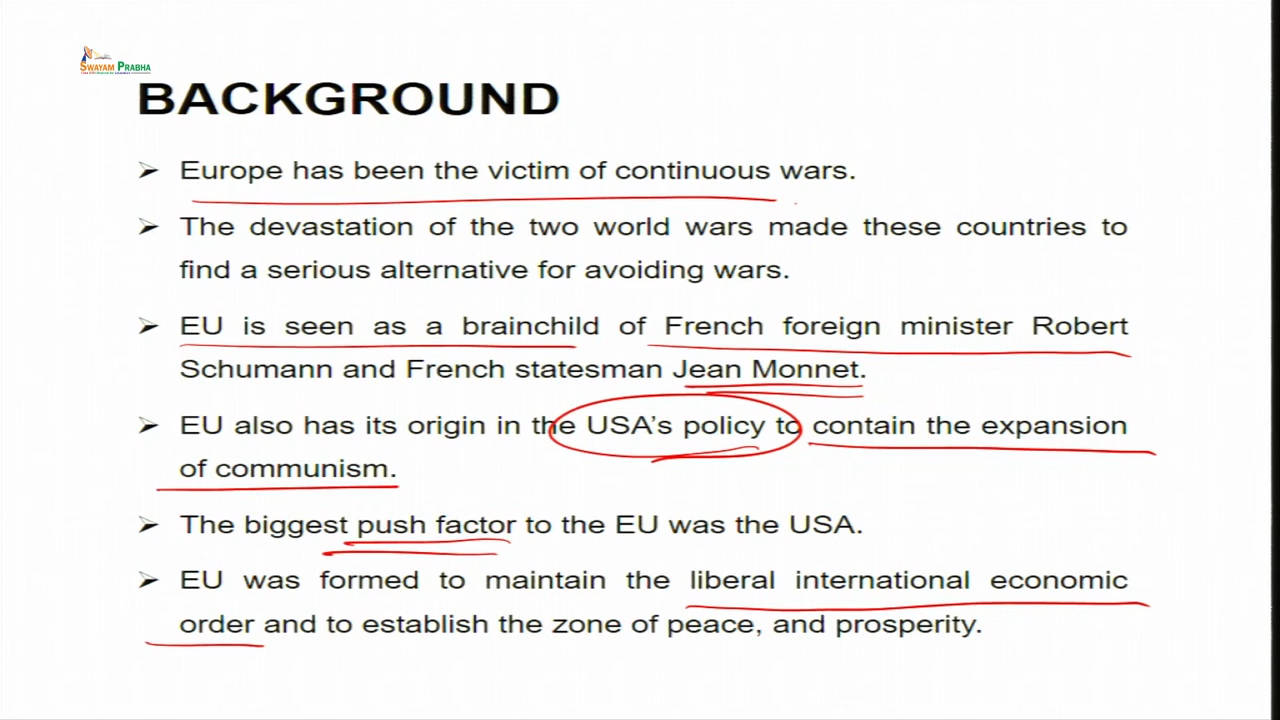 SWAYAM PRABHA
BACKGROUND
➢ Europe has been the victim of continuous wars.
➢ The devastation of the two world wars made these countries to
find a serious alternative for avoiding wars.
➢ EU is seen as a brainchild of French foreign minister Robert
Schumann and French statesman Jean Monnet.
➢ EU also has its origin in the USA's policy to contain the expansion
of communism.
➢ The biggest push factor to the EU was the USA.
➢ EU was formed to maintain the liberal international economic
order and to establish the zone of peace, and prosperity.